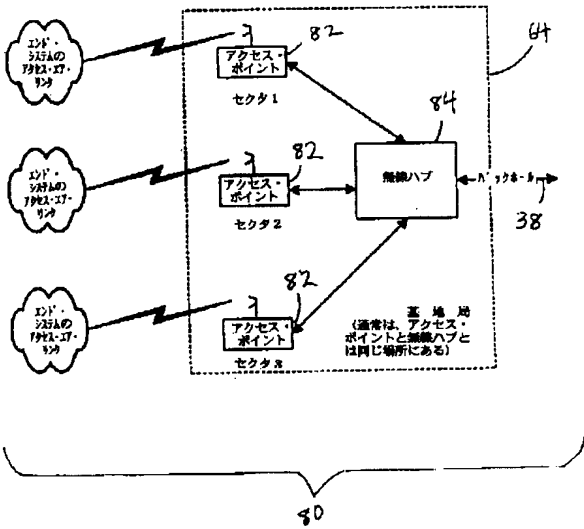 エンド・
システムの
アクセス・エア・
リンク
アクセス・
ポイント
82
セクタ1
64
エンド・
システムの
アクセス・エア・
リンク
アクセス・
ポイント
82
セクタ2
84
無線ハブ
バックホール
38
エンド・
システムの
アクセス・エア・
リンク
アクセス・
ポイント
82
セクタ3
基地局
(通常は、アクセス・
ポイントと無線ハブと
は同じ場所にある)
80